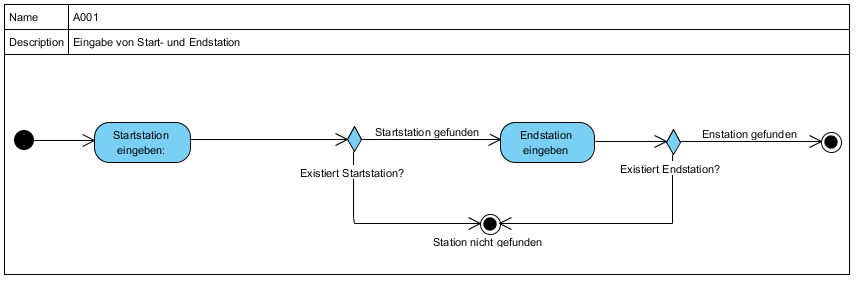 Name A001
Description Eingabe von Start- und Endstation
Startstation
eingeben:
Startstation gefunden
Existiert Startstation?
Endstation
eingeben
Enstation gefunden
Existiert Endstation?
Station nicht gefunden